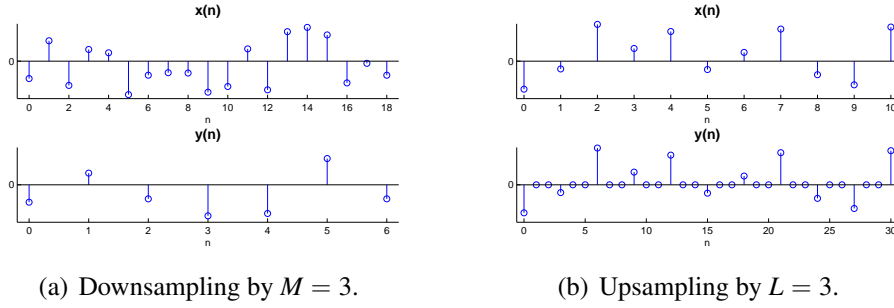 x(n)
0
0 2 4 6 8 10 12 14 16 18
n
y(n)
0
0 1 2 3 4 5 6
n
(a) Downsampling by M = 3.
x(n)
0
0 1 2 3 4 5 6 7 8 9 10
n
y(n)
0
0 5 10 15 20 25 30
n
(b) Upsampling by L = 3.